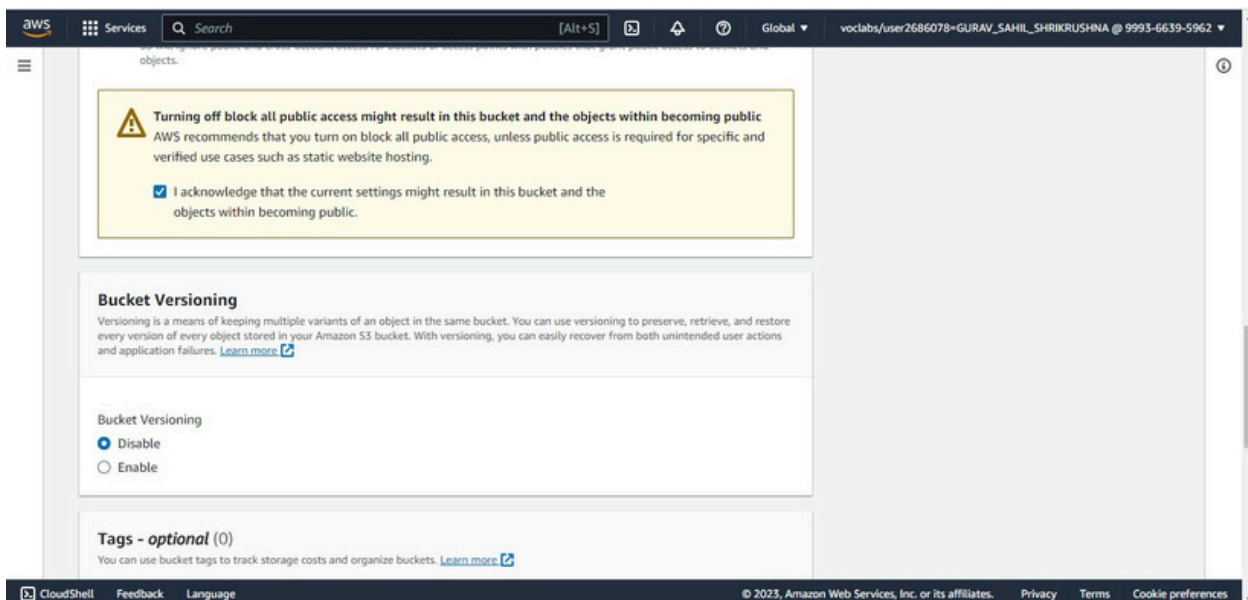 aws Services Search [Alt+S] Global voclabs/user2686078=GURAV_SAHIL_SHRIKRUSHNA @ 9993-6639-5962
objects.
Turning off block all public access might result in this bucket and the objects within becoming public
AWS recommends that you turn on block all public access, unless public access is required for specific and
verified use cases such as static website hosting.
I acknowledge that the current settings might result in this bucket and the
objects within becoming public.
Bucket Versioning
Versioning is a means of keeping multiple variants of an object in the same bucket. You can use versioning to preserve, retrieve, and restore
every version of every object stored in your Amazon S3 bucket. With versioning, you can easily recover from both unintended user actions
and application failures. Learn more
Bucket Versioning
Disable
Enable
Tags - optional (0)
You can use bucket tags to track storage costs and organize buckets. Learn more
CloudShell Feedback Language © 2023, Amazon Web Services, Inc. or its affiliates. Privacy Terms Cookie preferences